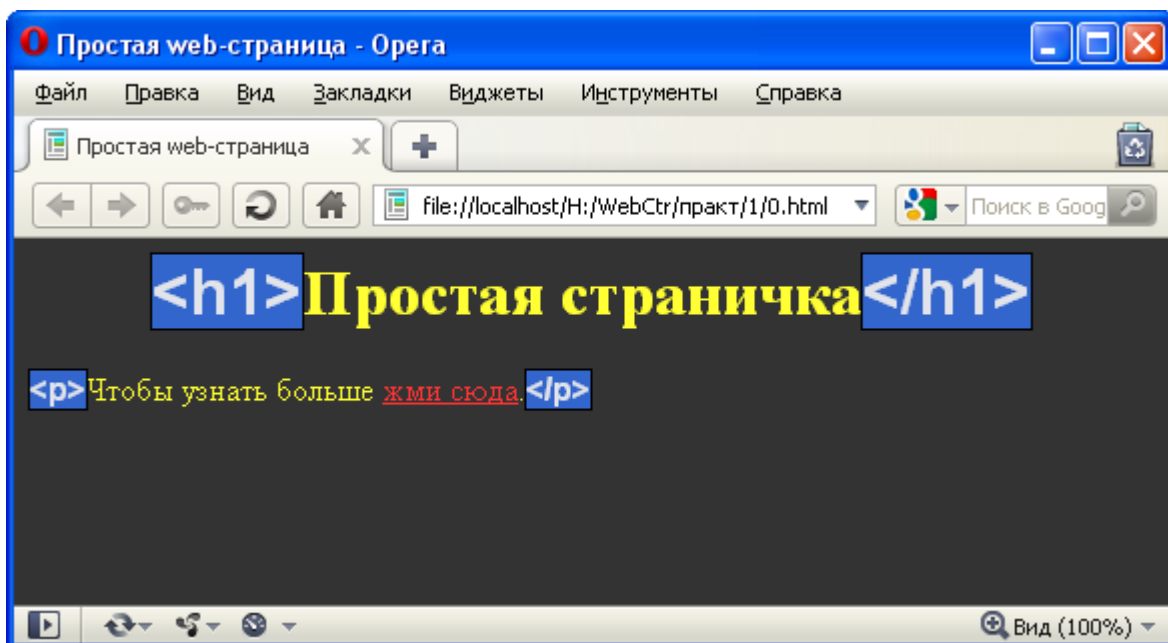 Простая web-страница - Opera
Файл Правка Вид Закладки Виджеты Инструменты Справка
Простая web-страница
file://localhost/H:/WebCtr/практ/1/0.html Поиск в Goog
<h1>Простая страничка</h1>
<p>Чтобы узнать больше жми сюда.</p>
Вид (100%)